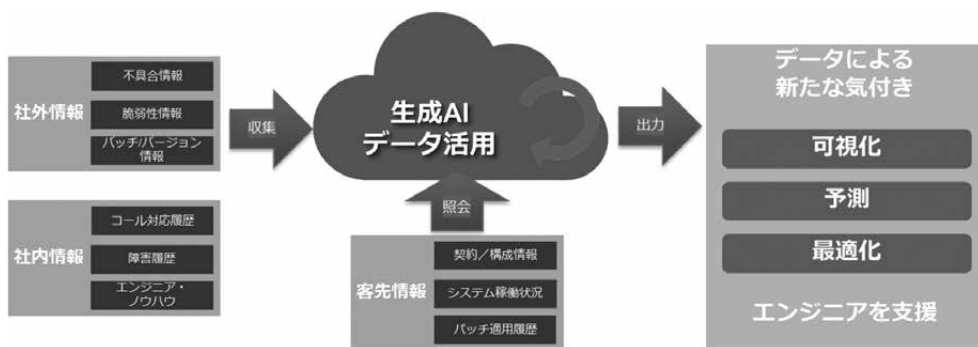 社外情報
不具合情報
脆弱性情報
パッチ/バージョン
情報
収集
社内情報
コール対応履歴
障害履歴
エンジニア・
ノウハウ
生成AI
データ活用
照会
客先情報
契約／構成情報
システム稼働状況
パッチ適用履歴
出力
データによる
新たな気付き
可視化
予測
最適化
エンジニアを支援